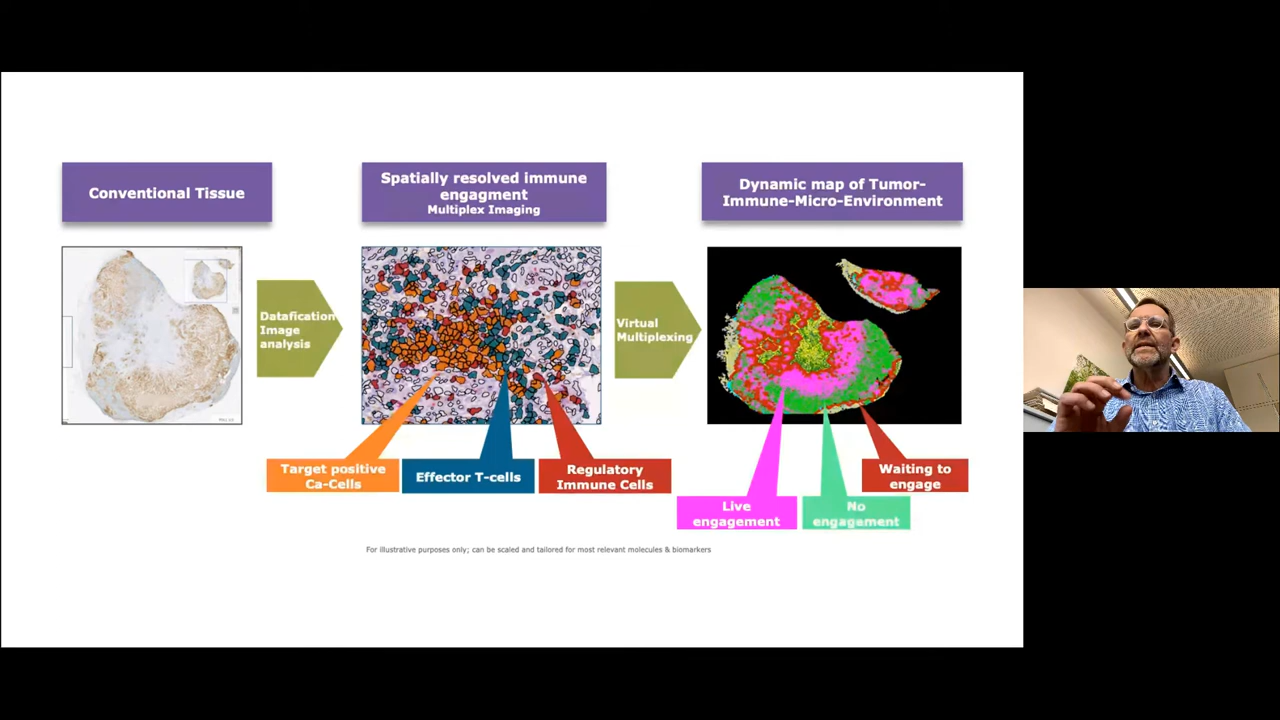 Conventional Tissue
Spatially resolved immune
engagment
Multiplex Imaging
Dynamic map of Tumor-
Immune-Micro-Environment
Datafication
Image
analysis
Virtual
Multiplexing
Target positive
Ca-Cells
Effector T-cells
Regulatory
Immune Cells
Live
engagement
No
engagement
Waiting to
engage
For illustrative purposes only; can be scaled and tailored for most relevant molecules & biomarkers